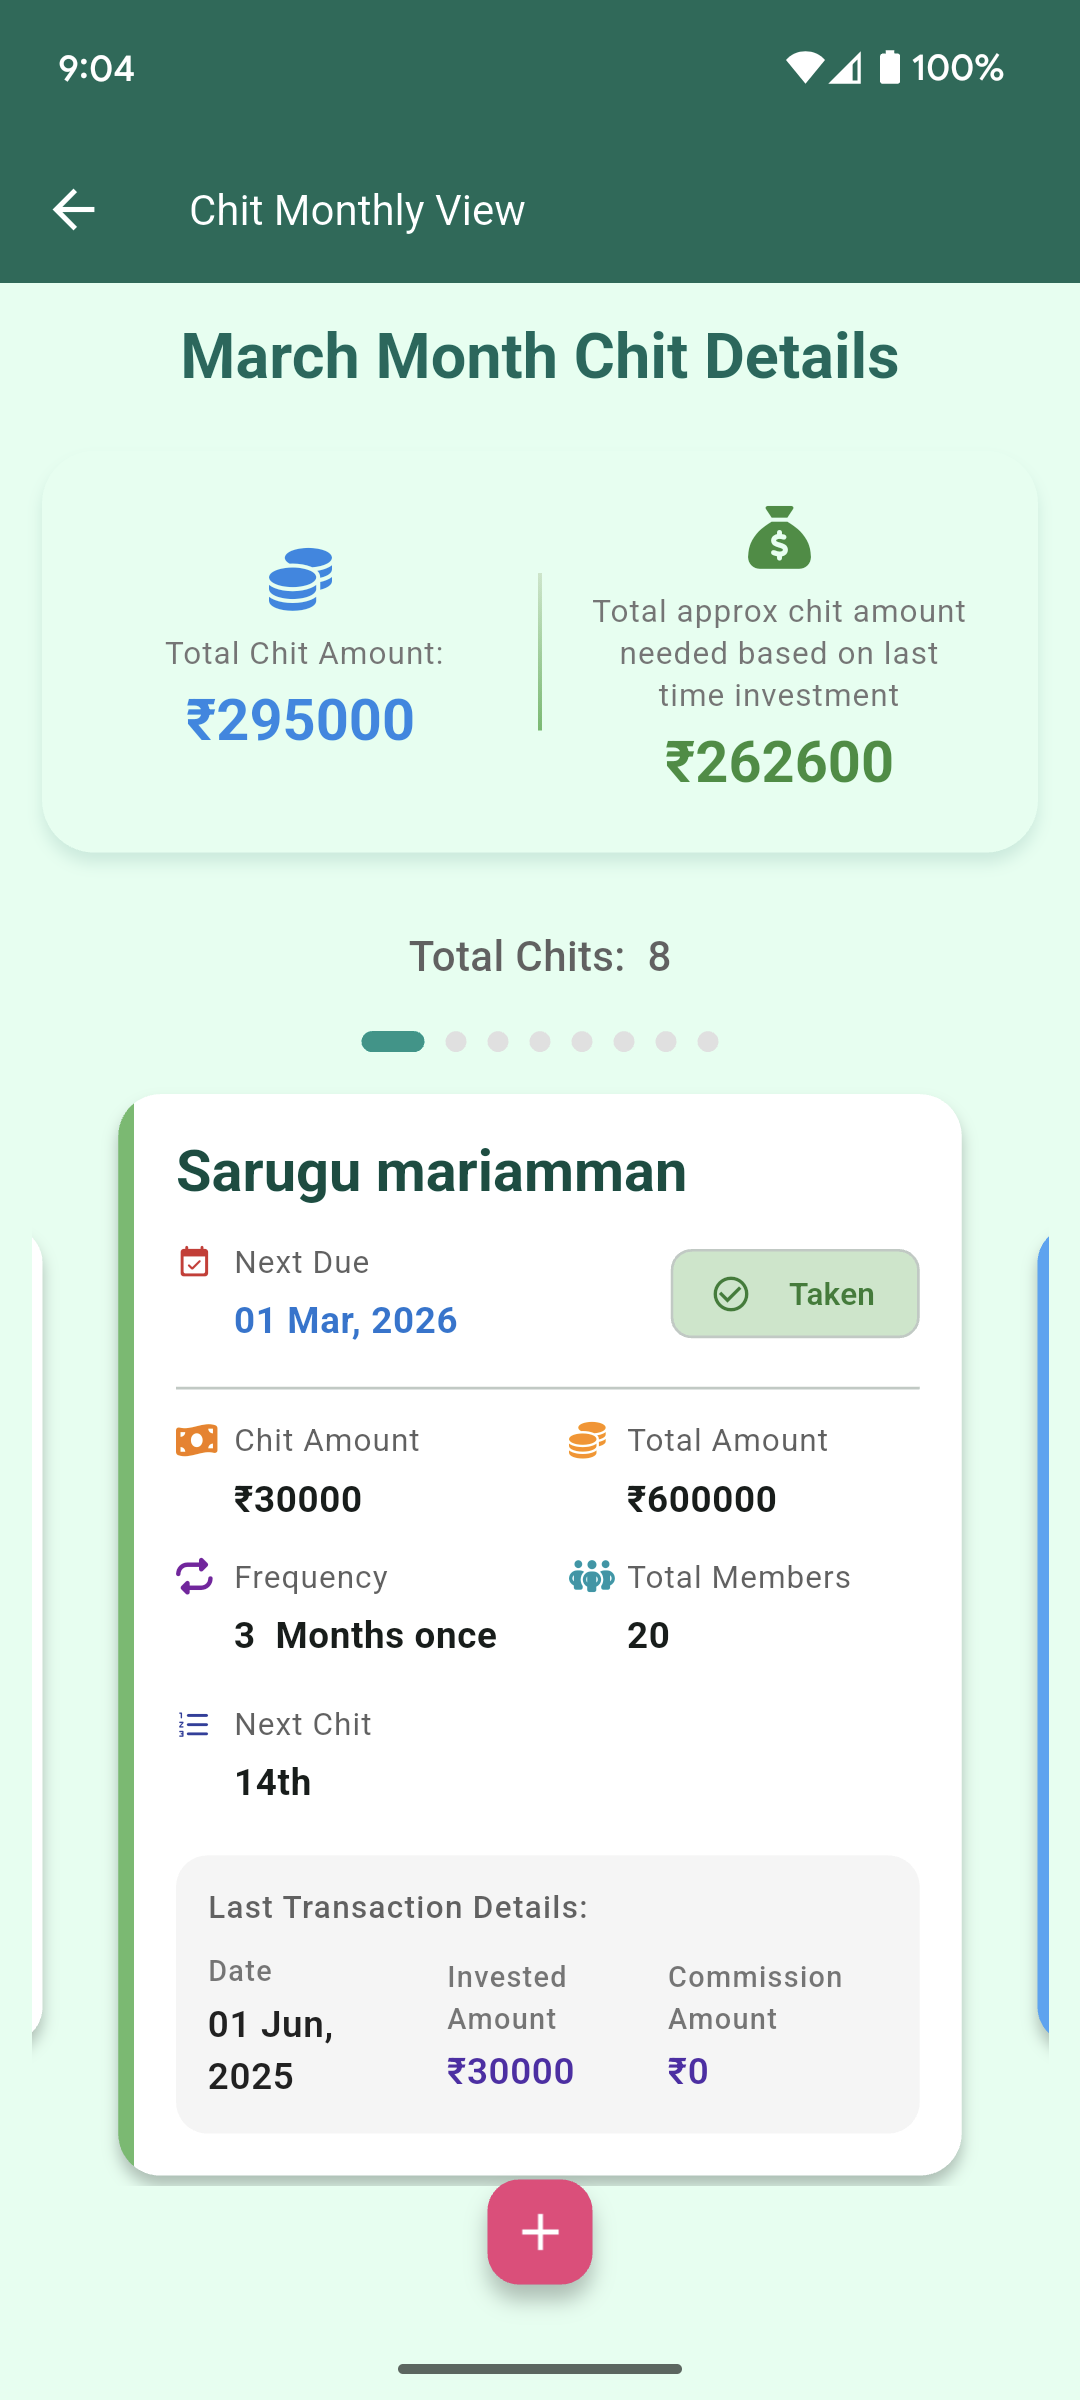 9:04
100%
Chit Monthly View
March Month Chit Details
Total Chit Amount:
₹295000
Total approx chit amount
needed based on last
time investment
₹262600
Total Chits: 8
Sarugu mariamman
Next Due
01 Mar, 2026
Taken
Chit Amount
₹30000
Total Amount
₹600000
Frequency
3 Months once
Total Members
20
Next Chit
14th
Last Transaction Details:
Date
01 Jun,
2025
Invested
Amount
₹30000
Commission
Amount
₹0